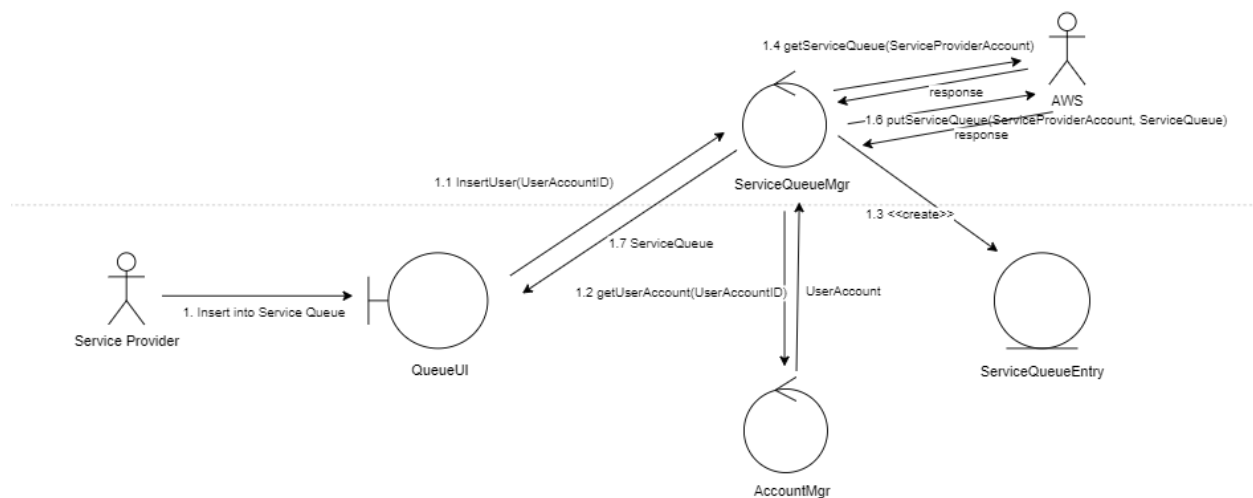 1.4 getServiceQueue(ServiceProviderAccount)
response
AWS
1.6 putServiceQueue(ServiceProviderAccount, ServiceQueue)
response
1.1 InsertUser(UserAccountID)
ServiceQueueMgr
1.3 <<create>>
1.7 ServiceQueue
1.2 getUserAccount(UserAccountID)
UserAccount
1. Insert into Service Queue
Service Provider
QueueUI
ServiceQueueEntry
AccountMgr